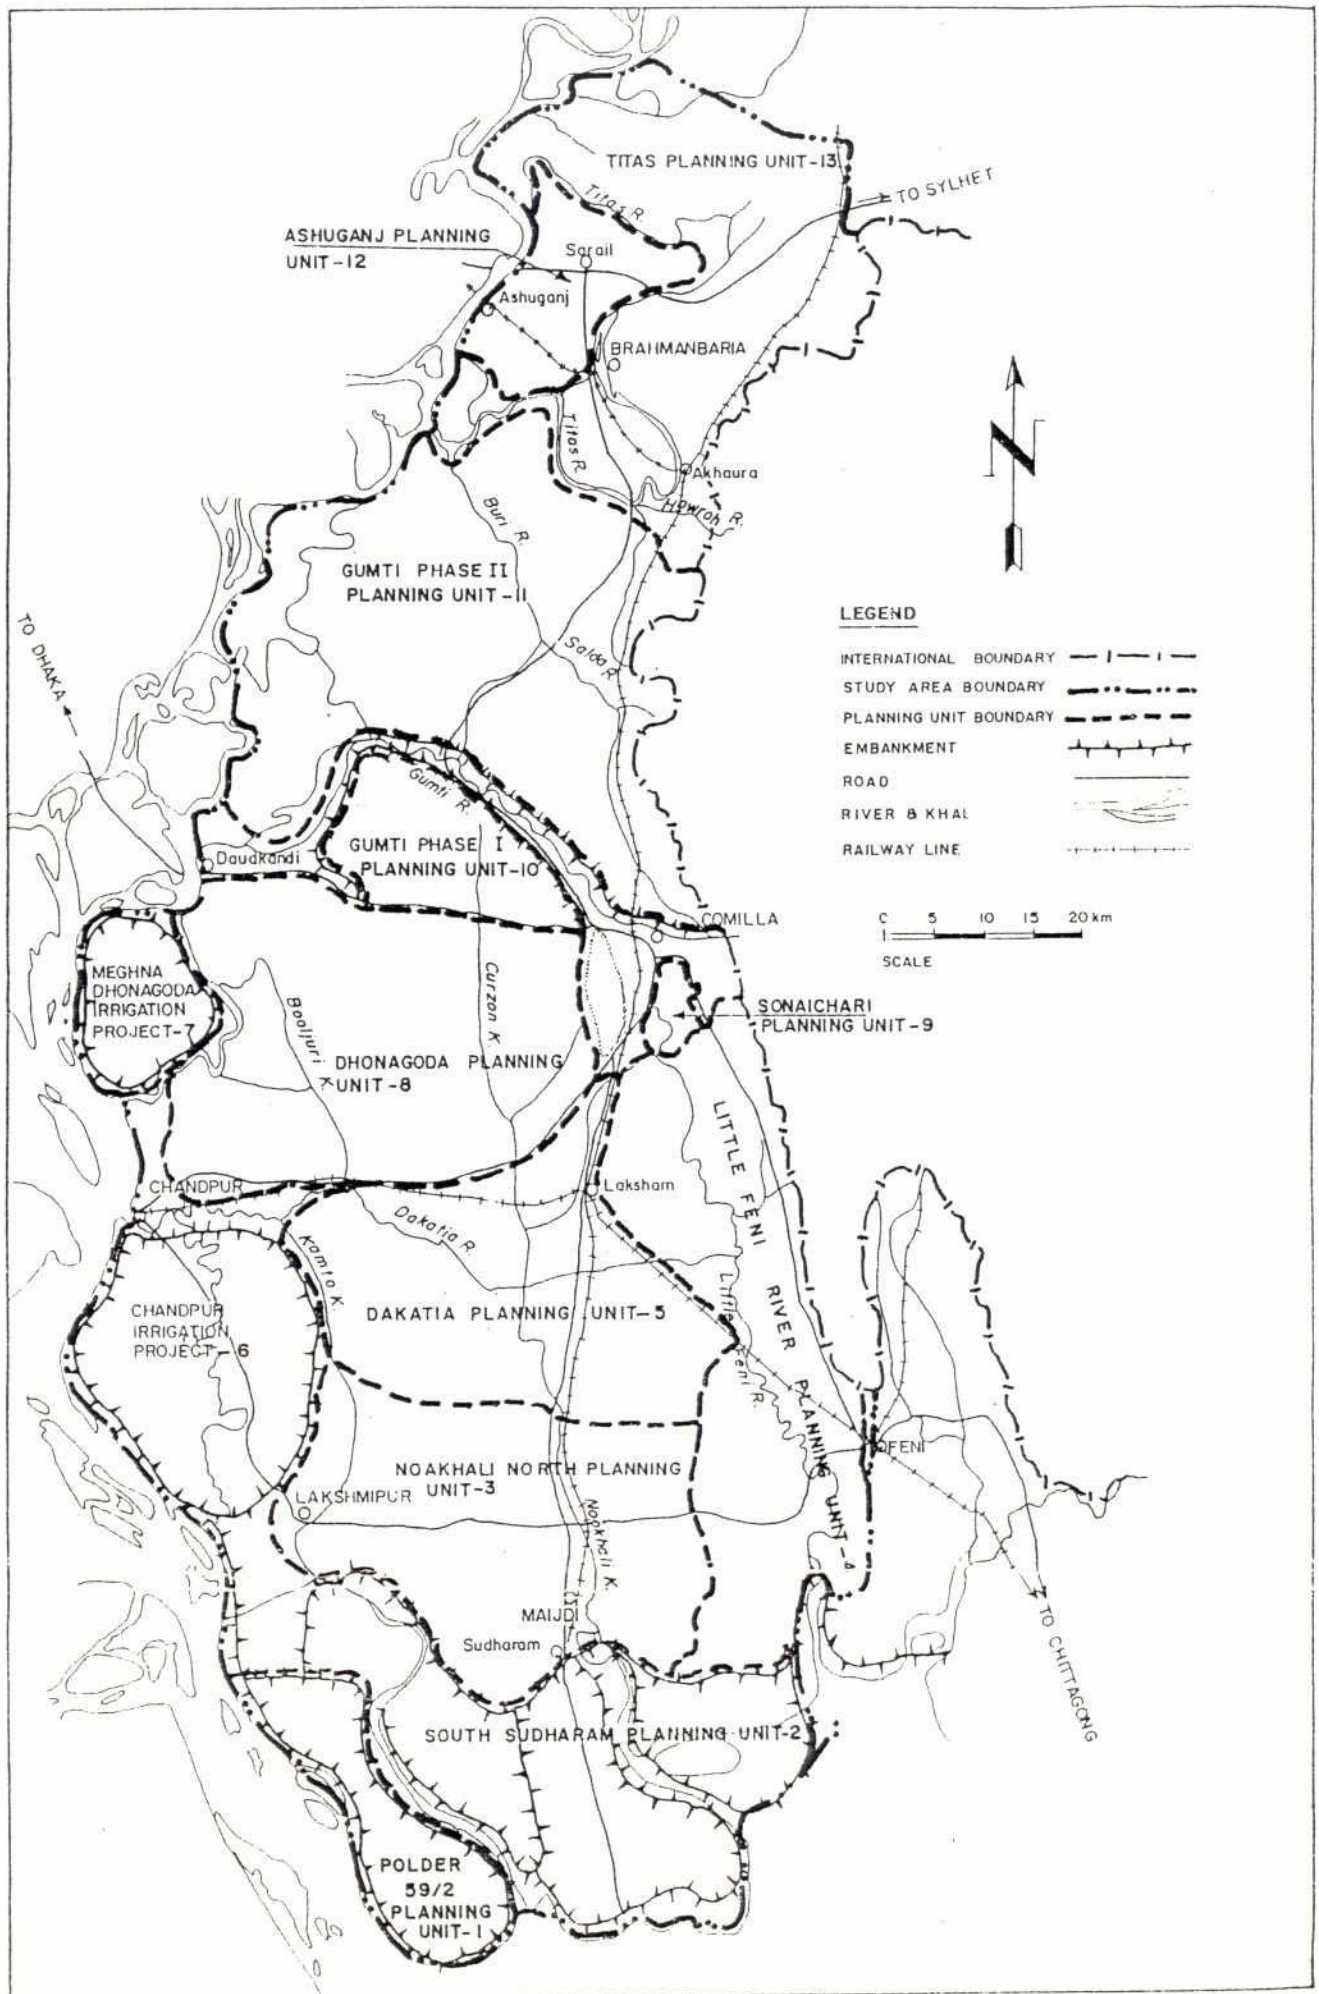 TITAS PLANNING UNIT-13
TO SYLHET
Titas R.
ASHUGANJ PLANNING
UNIT-12
Sarail
Ashuganj
BRAHMANBARIA
Titas R.
Akhaura
Howrah R.
Buri R.
GUMTI PHASE II
PLANNING UNIT-11
Salda R.
TO DHAKA
LEGEND
INTERNATIONAL BOUNDARY
STUDY AREA BOUNDARY
PLANNING UNIT BOUNDARY
EMBANKMENT
ROAD
RIVER & KHAL
RAILWAY LINE
Gumti R.
GUMTI PHASE I
PLANNING UNIT-10
Daudkandi
COMILLA
0 5 10 15 20 km
SCALE
MEGHNA
DHONAGODA
IRRIGATION
PROJECT-7
Booljuri K
Curzon K.
SONAICHARI
PLANNING UNIT-9
DHONAGODA PLANNING
UNIT-8
LITTLE FENI RIVER PLANNING UNIT-4
CHANDPUR
Laksham
Dakatia R.
Kamta K.
Little Feni R.
CHANDPUR
IRRIGATION
PROJECT-6
DAKATIA PLANNING UNIT-5
FENI
NOAKHALI NORTH PLANNING
UNIT-3
LAKSHMIPUR
Noakhali K.
MAIJDI
Sudharam
TO CHITTAGONG
SOUTH SUDHARAM PLANNING UNIT-2
POLDER
59/2
PLANNING
UNIT-1